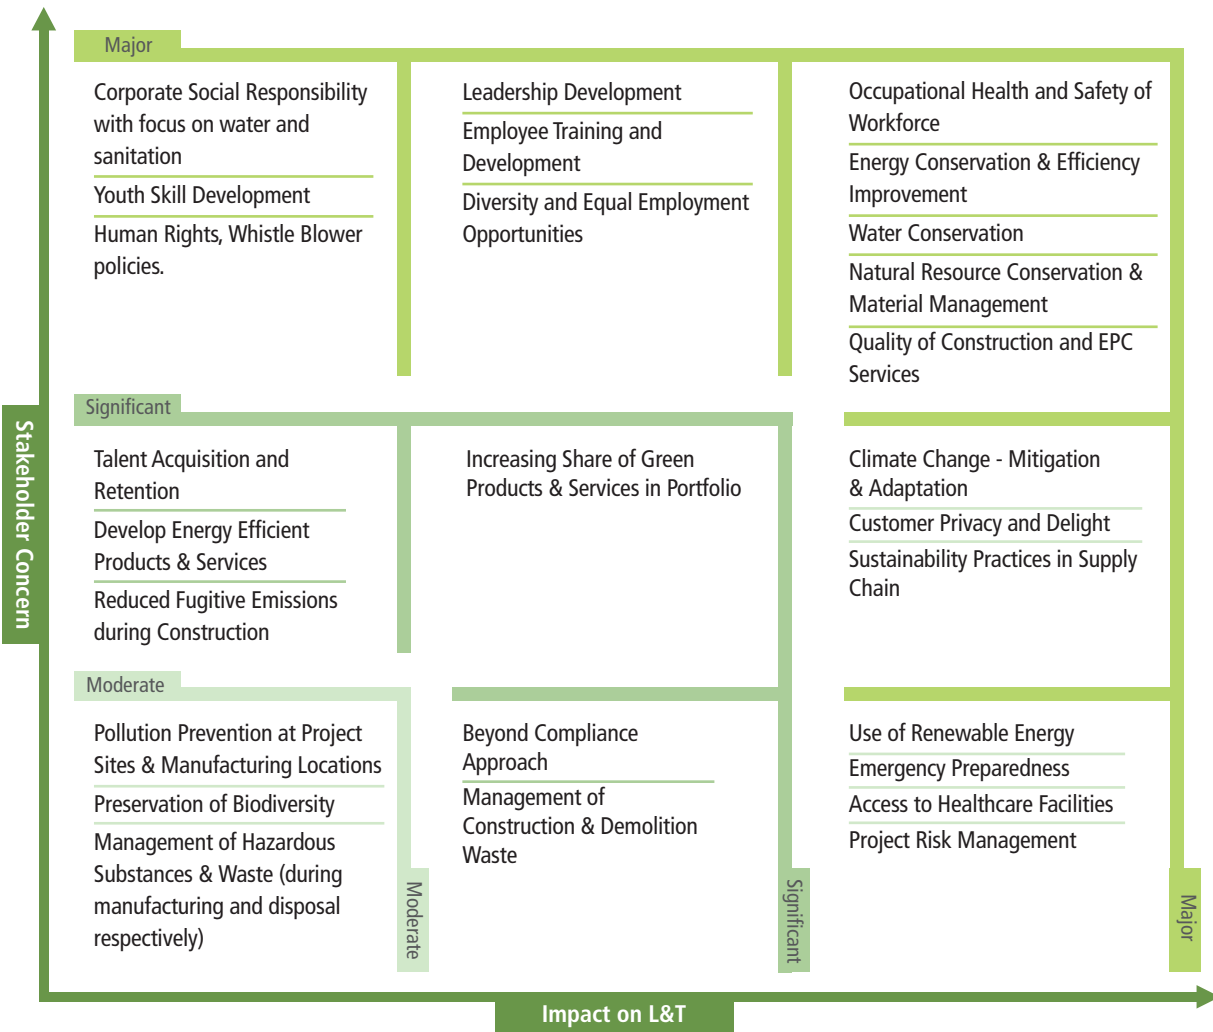 Major
Corporate Social Responsibility
with focus on water and
sanitation
Youth Skill Development
Human Rights, Whistle Blower
policies.
Leadership Development
Employee Training and
Development
Diversity and Equal Employment
Opportunities
Occupational Health and Safety of
Workforce
Energy Conservation & Efficiency
Improvement
Water Conservation
Natural Resource Conservation &
Material Management
Quality of Construction and EPC
Services
Stakeholder Concern
Significant
Talent Acquisition and
Retention
Develop Energy Efficient
Products & Services
Reduced Fugitive Emissions
during Construction
Increasing Share of Green
Products & Services in Portfolio
Climate Change - Mitigation
& Adaptation
Customer Privacy and Delight
Sustainability Practices in Supply
Chain
Moderate
Pollution Prevention at Project
Sites & Manufacturing Locations
Preservation of Biodiversity
Management of Hazardous
Substances & Waste (during
manufacturing and disposal
respectively)
Moderate
Beyond Compliance
Approach
Management of
Construction & Demolition
Waste
Significant
Use of Renewable Energy
Emergency Preparedness
Access to Healthcare Facilities
Project Risk Management
Major
Impact on L&T